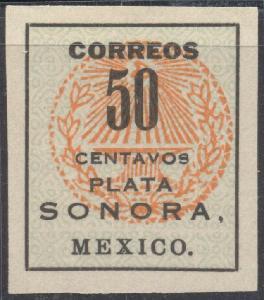 CORREOS
50
CENTAVOS
PLATA
SONORA,
MEXICO.